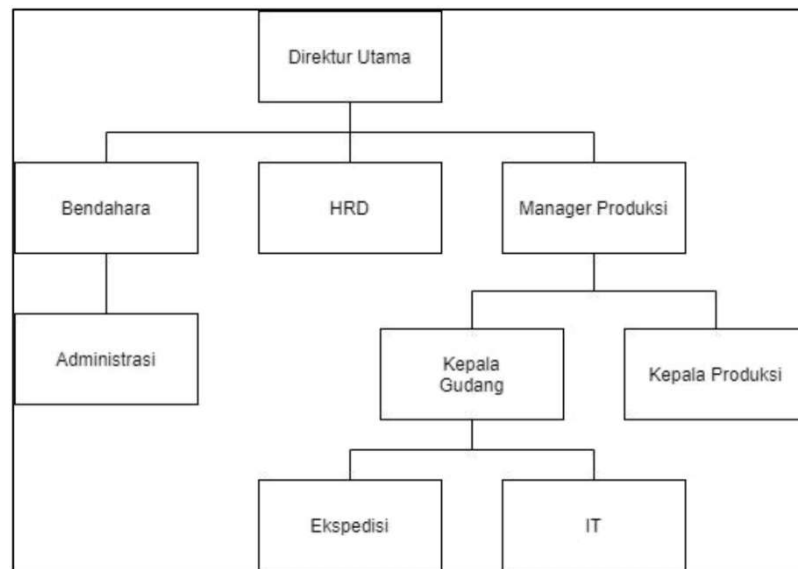 Direktur Utama
Bendahara
HRD
Manager Produksi
Administrasi
Kepala
Gudang
Kepala Produksi
Ekspedisi
IT